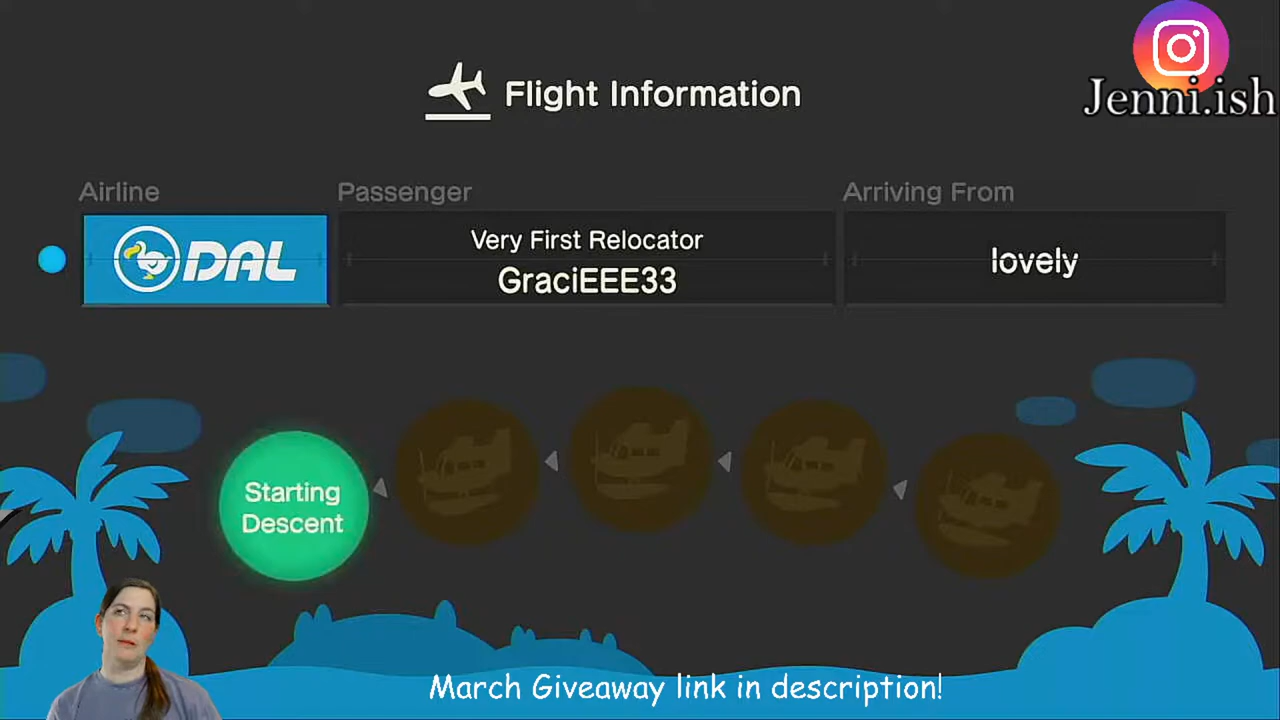 Jenni.ish
Flight Information
Airline
Passenger
Arriving From
DAL
Very First Relocator
GraciEEE33
lovely
Starting
Descent
March Giveaway link in description!